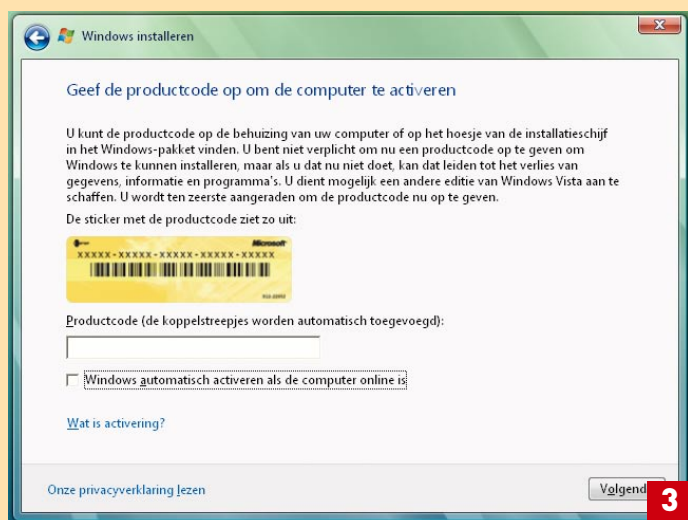 Windows installeren
Geef de productcode op om de computer te activeren
U kunt de productcode op de behuizing van uw computer of op het hoesje van de installatieschijf
in het Windows-pakket vinden. U bent niet verplicht om nu een productcode op te geven om
Windows te kunnen installeren, maar als u dat nu niet doet, kan dat leiden tot het verlies van
gegevens, informatie en programma's. U dient mogelijk een andere editie van Windows Vista aan te
schaffen. U wordt ten zeerste aangeraden om de productcode nu op te geven.
De sticker met de productcode ziet zo uit:
Microsoft
XXXXX-XXXXX-XXXXX-XXXXX-XXXXX
Productcode (de koppelstreepjes worden automatisch toegevoegd):
Windows automatisch activeren als de computer online is
Wat is activering?
Onze privacyverklaring lezen
Volgend
3